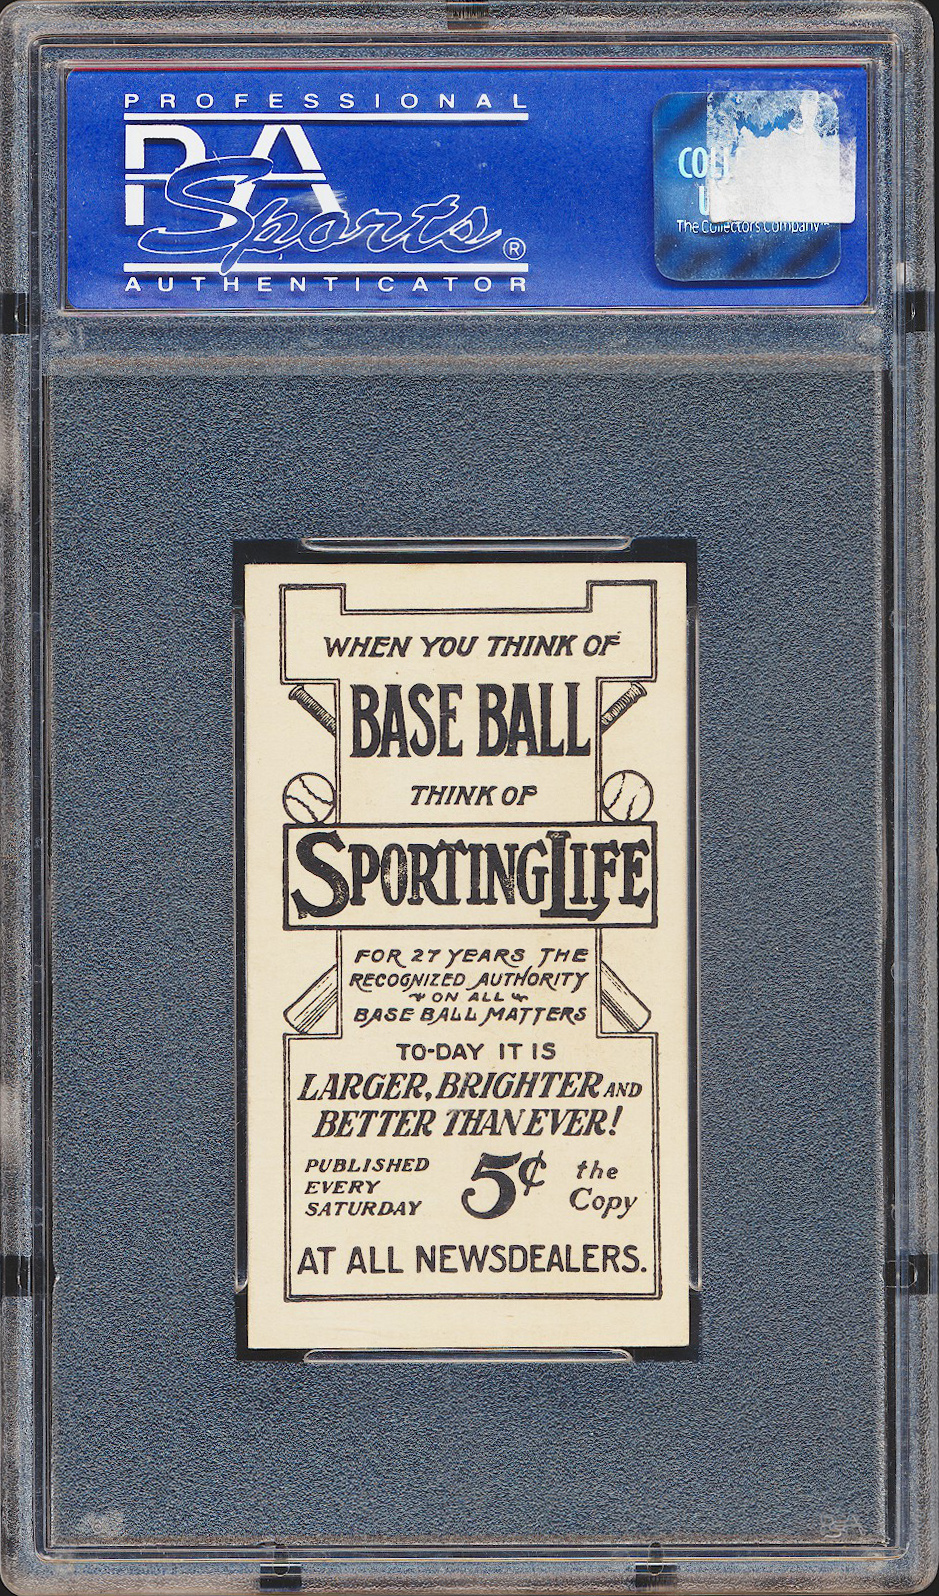 PROFESSIONAL
PSA
Sports®
AUTHENTICATOR
The Collectors Company
WHEN YOU THINK OF
BASE BALL
THINK OF
SPORTING LIFE
FOR 27 YEARS THE
RECOGNIZED AUTHORITY
ON ALL
BASE BALL MATTERS
TO-DAY IT IS
LARGER, BRIGHTER AND
BETTER THAN EVER!
PUBLISHED
EVERY
SATURDAY
5¢
the
Copy
AT ALL NEWSDEALERS.
PSA